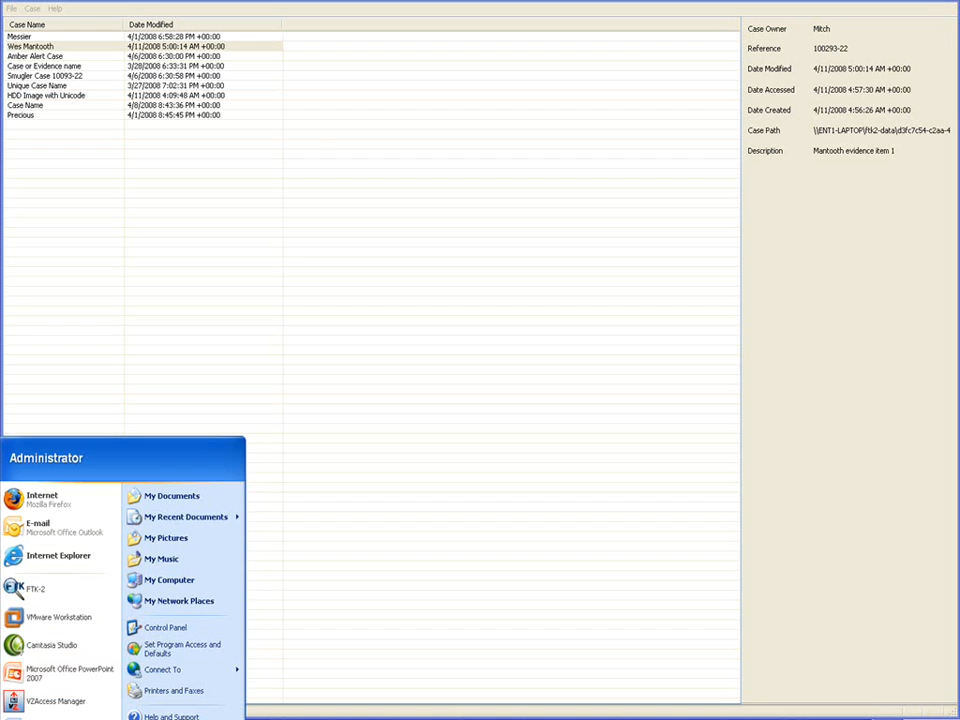 File Case Help
Case Name Date Modified
Messier 4/1/2008 6:58:28 PM +00:00
Wes Mantooth 4/11/2008 5:00:14 AM +00:00
Amber Alert Case 4/6/2008 6:30:00 PM +00:00
Case or Evidence name 3/28/2008 6:33:31 PM +00:00
Smugler Case 10093-22 4/6/2008 6:30:58 PM +00:00
Unique Case Name 3/27/2008 7:02:31 PM +00:00
HDD Image with Unicode 4/11/2008 4:09:48 AM +00:00
Case Name 4/8/2008 8:43:36 PM +00:00
Precious 4/1/2008 8:45:45 PM +00:00
Case Owner Mitch
Reference 100293-22
Date Modified 4/11/2008 5:00:14 AM +00:00
Date Accessed 4/11/2008 4:57:30 AM +00:00
Date Created 4/11/2008 4:56:26 AM +00:00
Case Path \\ENT1-LAPTOP\ftk2-data\d3fc7c54-c2aa-4
Description Mantooth evidence item 1
Administrator
Internet
Mozilla Firefox
E-mail
Microsoft Office Outlook
Internet Explorer
FTK-2
VMware Workstation
Camtasia Studio
Microsoft Office PowerPoint
2007
VZAccess Manager
My Documents
My Recent Documents
My Pictures
My Music
My Computer
My Network Places
Control Panel
Set Program Access and
Defaults
Connect To
Printers and Faxes
Help and Support